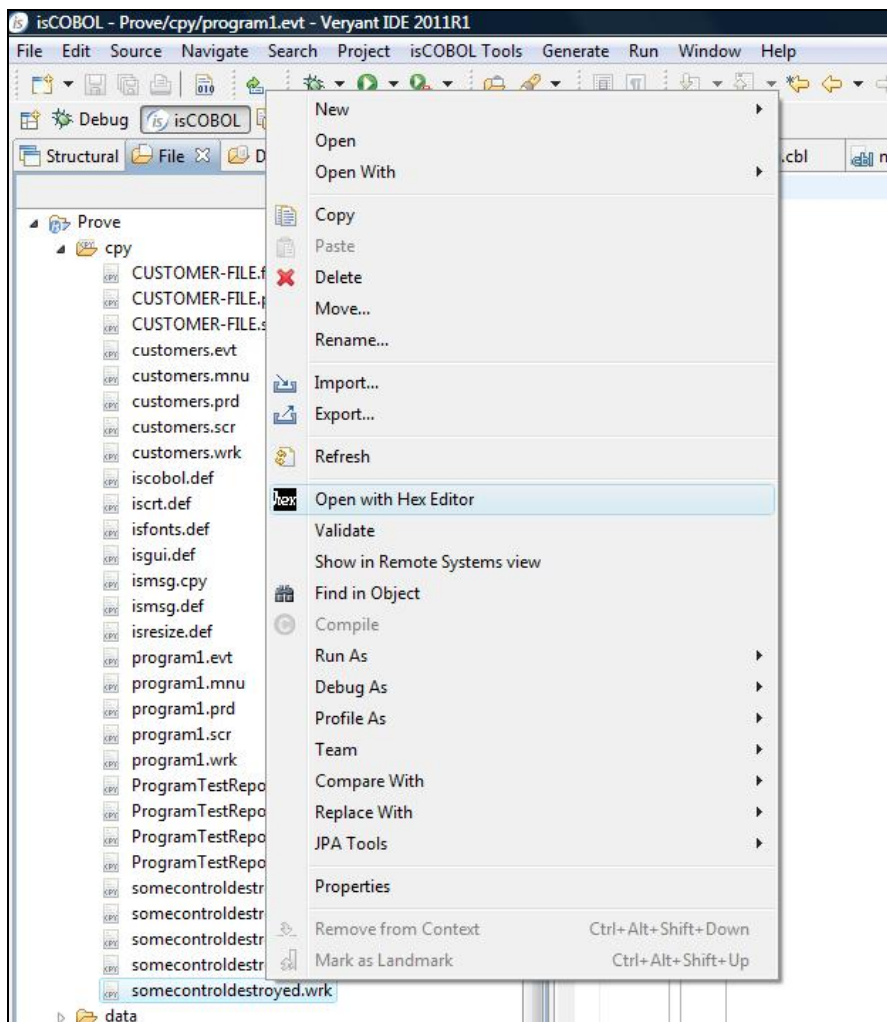 isCOBOL - Prove/cpy/program1.evt - Veryant IDE 2011R1
File Edit Source Navigate Search Project isCOBOL Tools Generate Run Window Help
Debug isCOBOL
Structural File D .cbl
Prove
cpy
CUSTOMER-FILE.f
CUSTOMER-FILE.p
CUSTOMER-FILE.s
customers.evt
customers.mnu
customers.prd
customers.scr
customers.wrk
iscobol.def
iscrt.def
isfonts.def
isgui.def
ismsg.cpy
ismsg.def
isresize.def
program1.evt
program1.mnu
program1.prd
program1.scr
program1.wrk
ProgramTestRepo
ProgramTestRepo
ProgramTestRepo
ProgramTestRepo
somecontroldestr
somecontroldestr
somecontroldestr
somecontroldestr
somecontroldestroyed.wrk
data
New
Open
Open With
Copy
Paste
Delete
Move...
Rename...
Import...
Export...
Refresh
hex Open with Hex Editor
Validate
Show in Remote Systems view
Find in Object
Compile
Run As
Debug As
Profile As
Team
Compare With
Replace With
JPA Tools
Properties
Remove from Context Ctrl+Alt+Shift+Down
Mark as Landmark Ctrl+Alt+Shift+Up